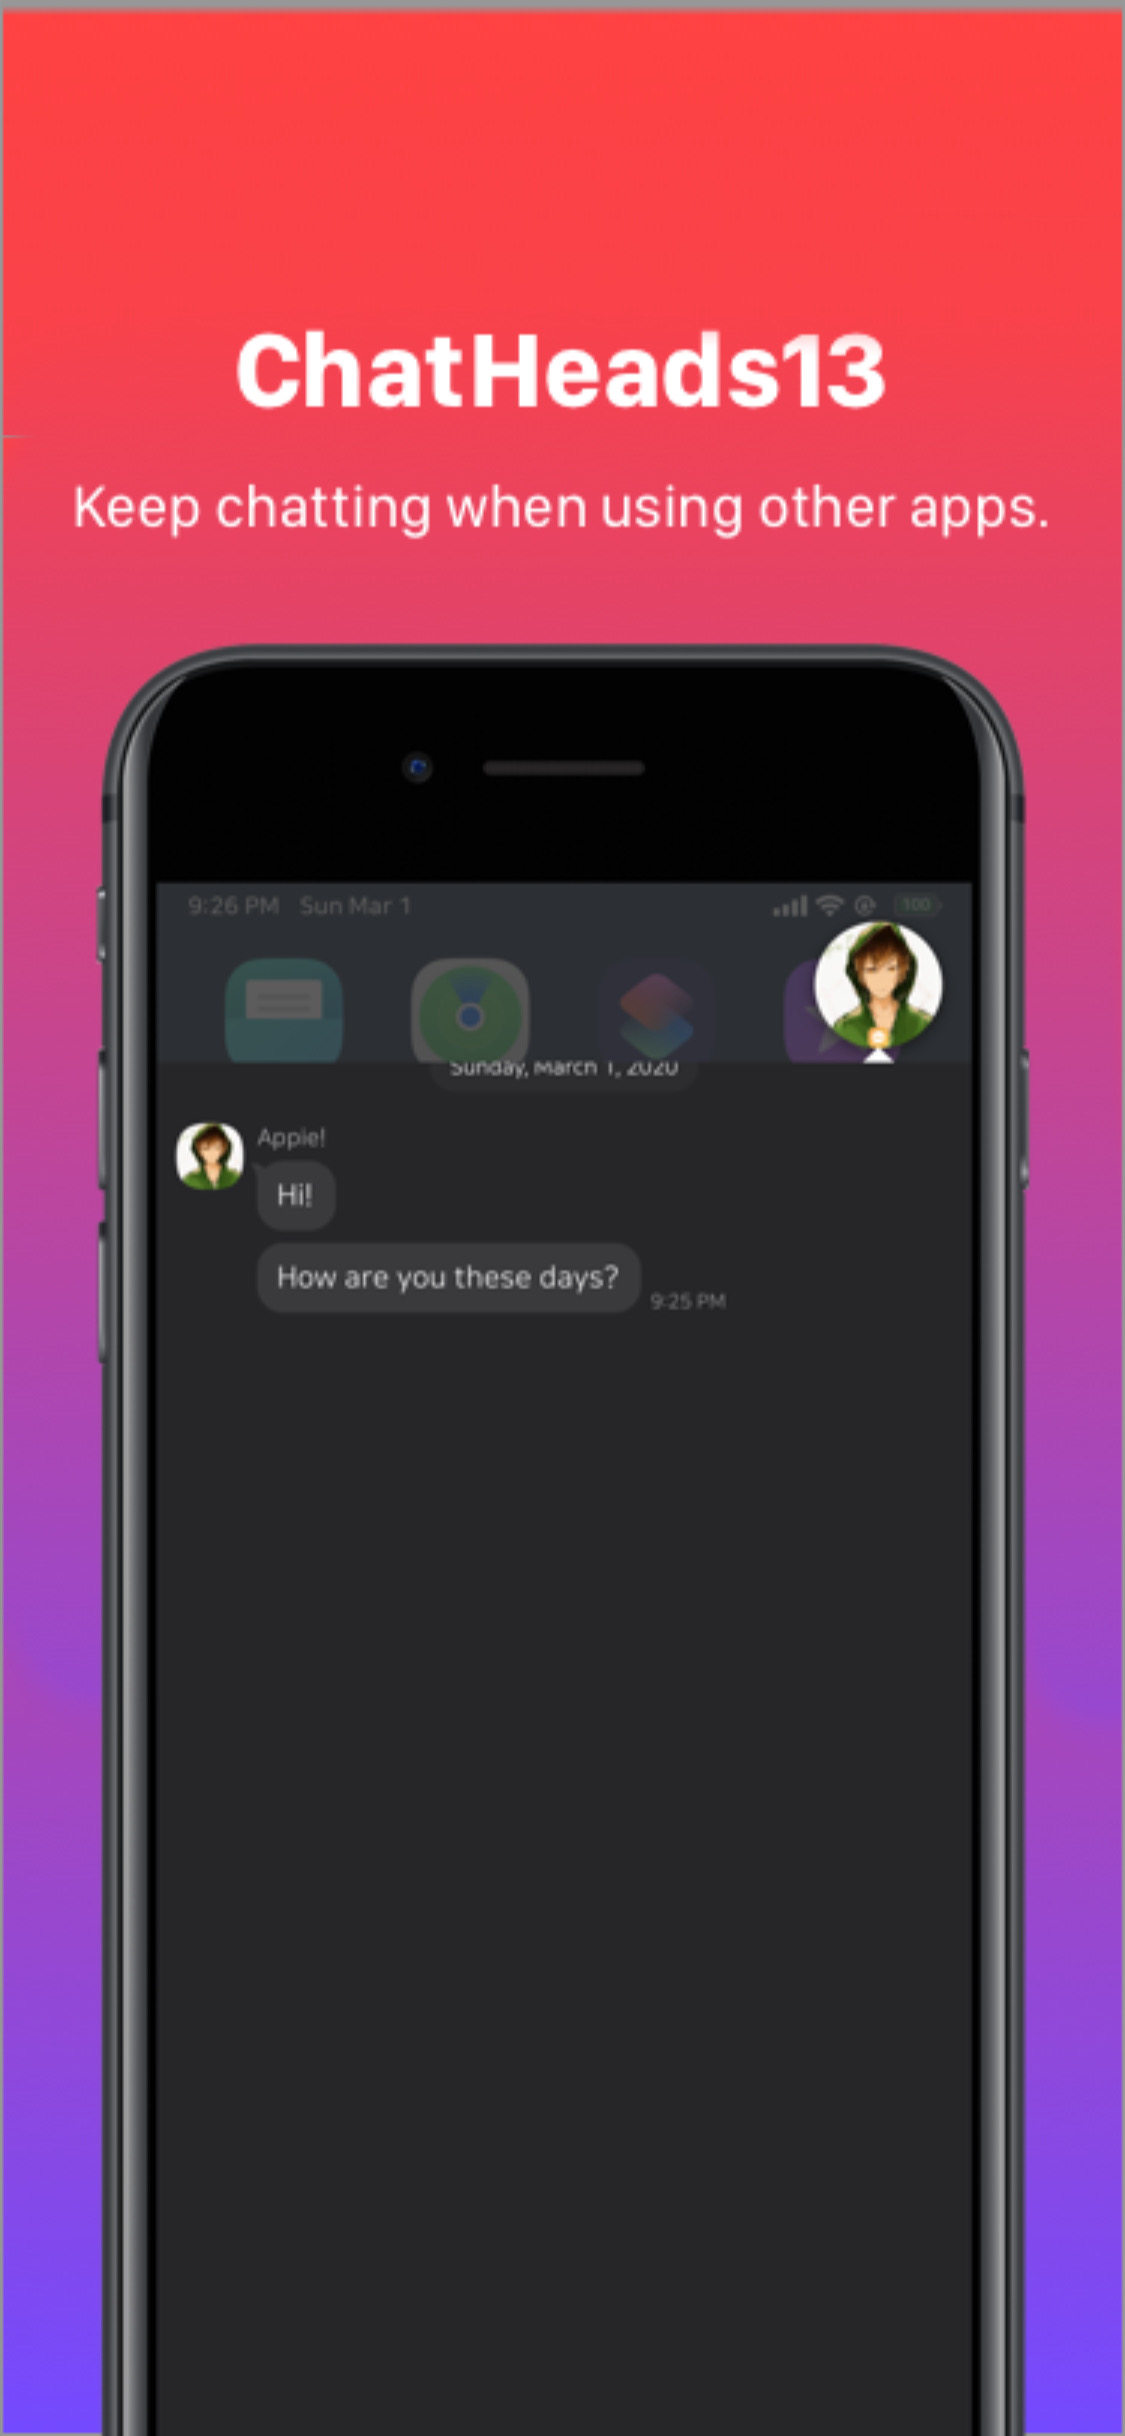 ChatHeads13
Keep chatting when using other apps.
9:26 PM Sun Mar 1
100
Sunday, March 1, 2020
Appie!
Hi!
How are you these days?
9:25 PM